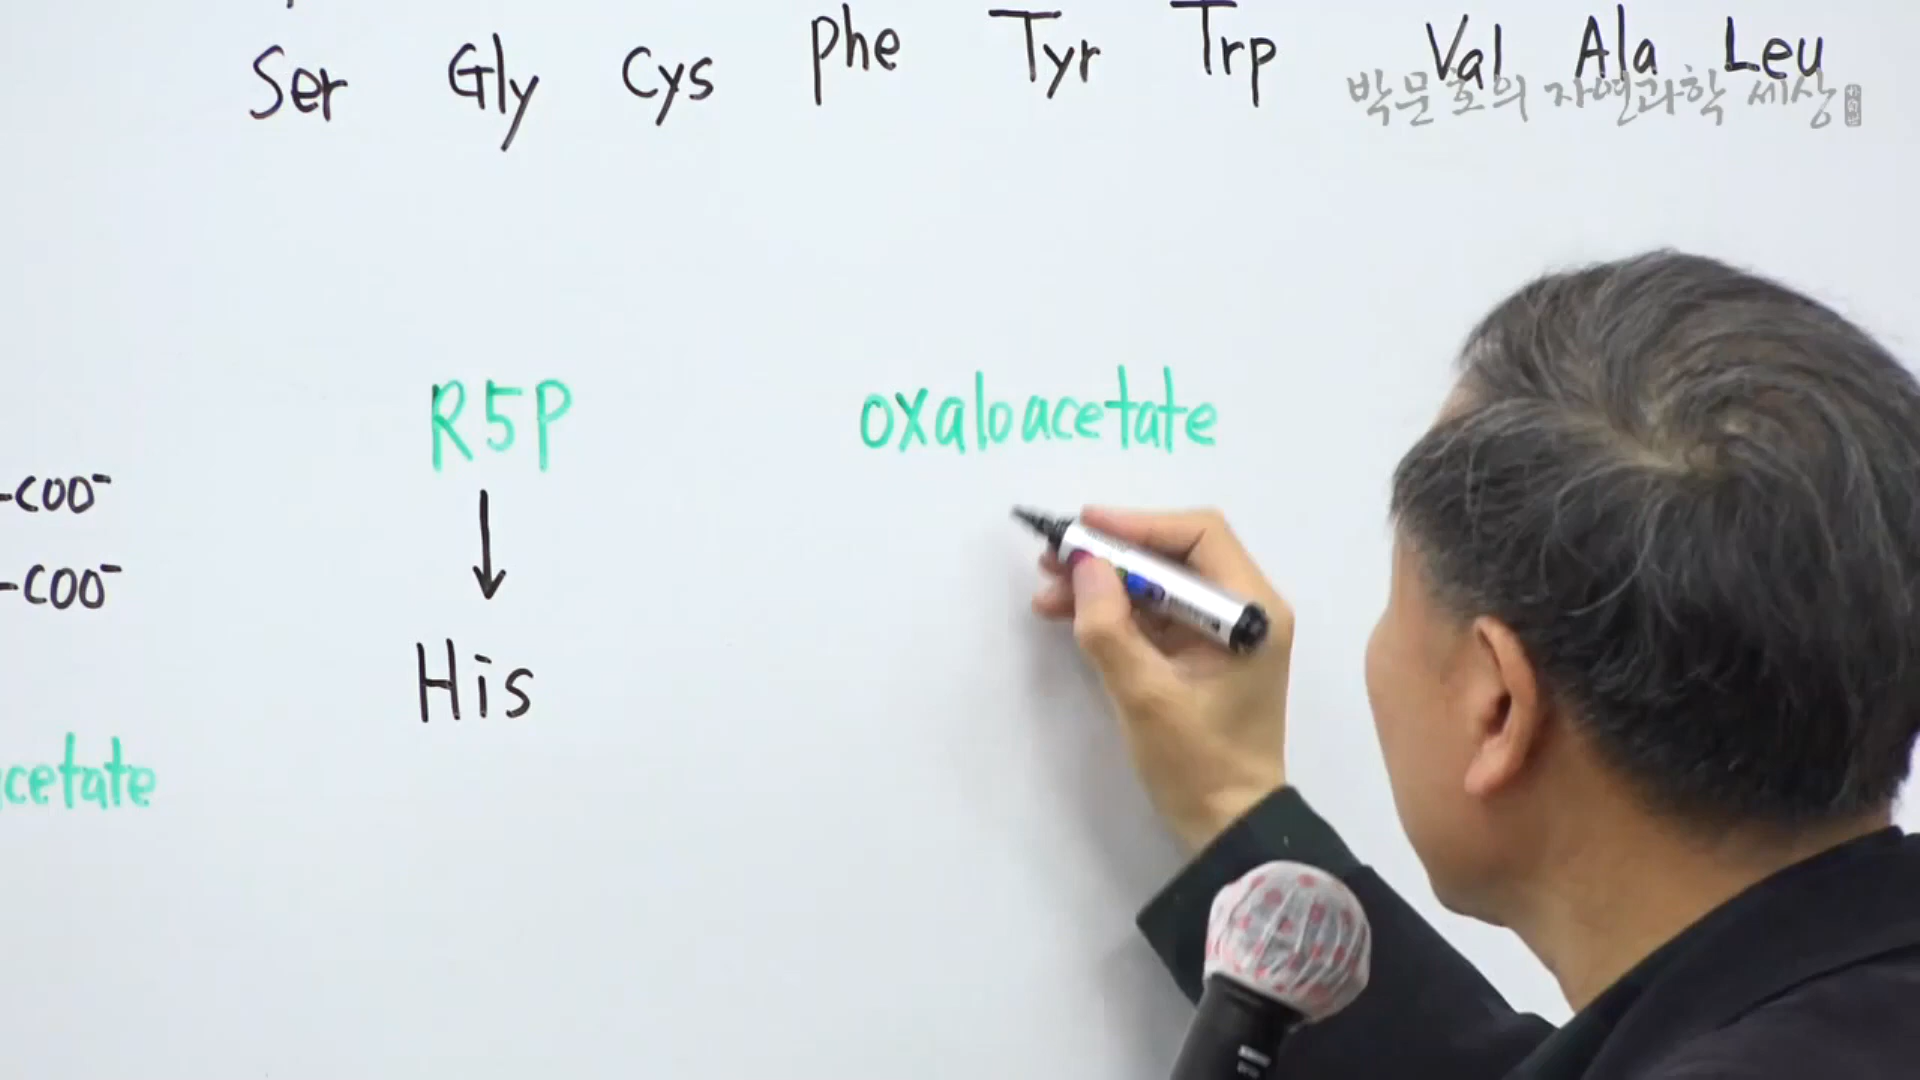 Ser Gly Cys Phe Tyr Trp Val Ala Leu
박문호의 자연과학 세상
R5P oxaloacetate
-COO⁻
-COO⁻
His
cetate